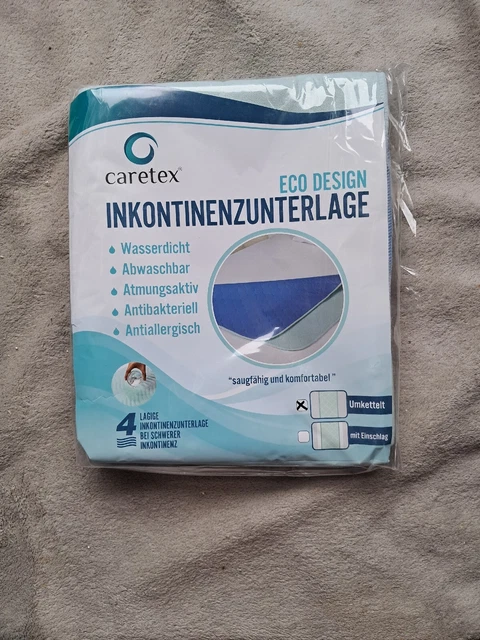 caretex®
ECO DESIGN
INKONTINENZUNTERLAGE
Wasserdicht
Abwaschbar
Atmungsaktiv
Antibakteriell
Antiallergisch
"saugfähig und komfortabel"
Umkettelt
mit Einschlag
4 LAGIGE
INKONTINENZUNTERLAGE
BEI SCHWERER
INKONTINENZ